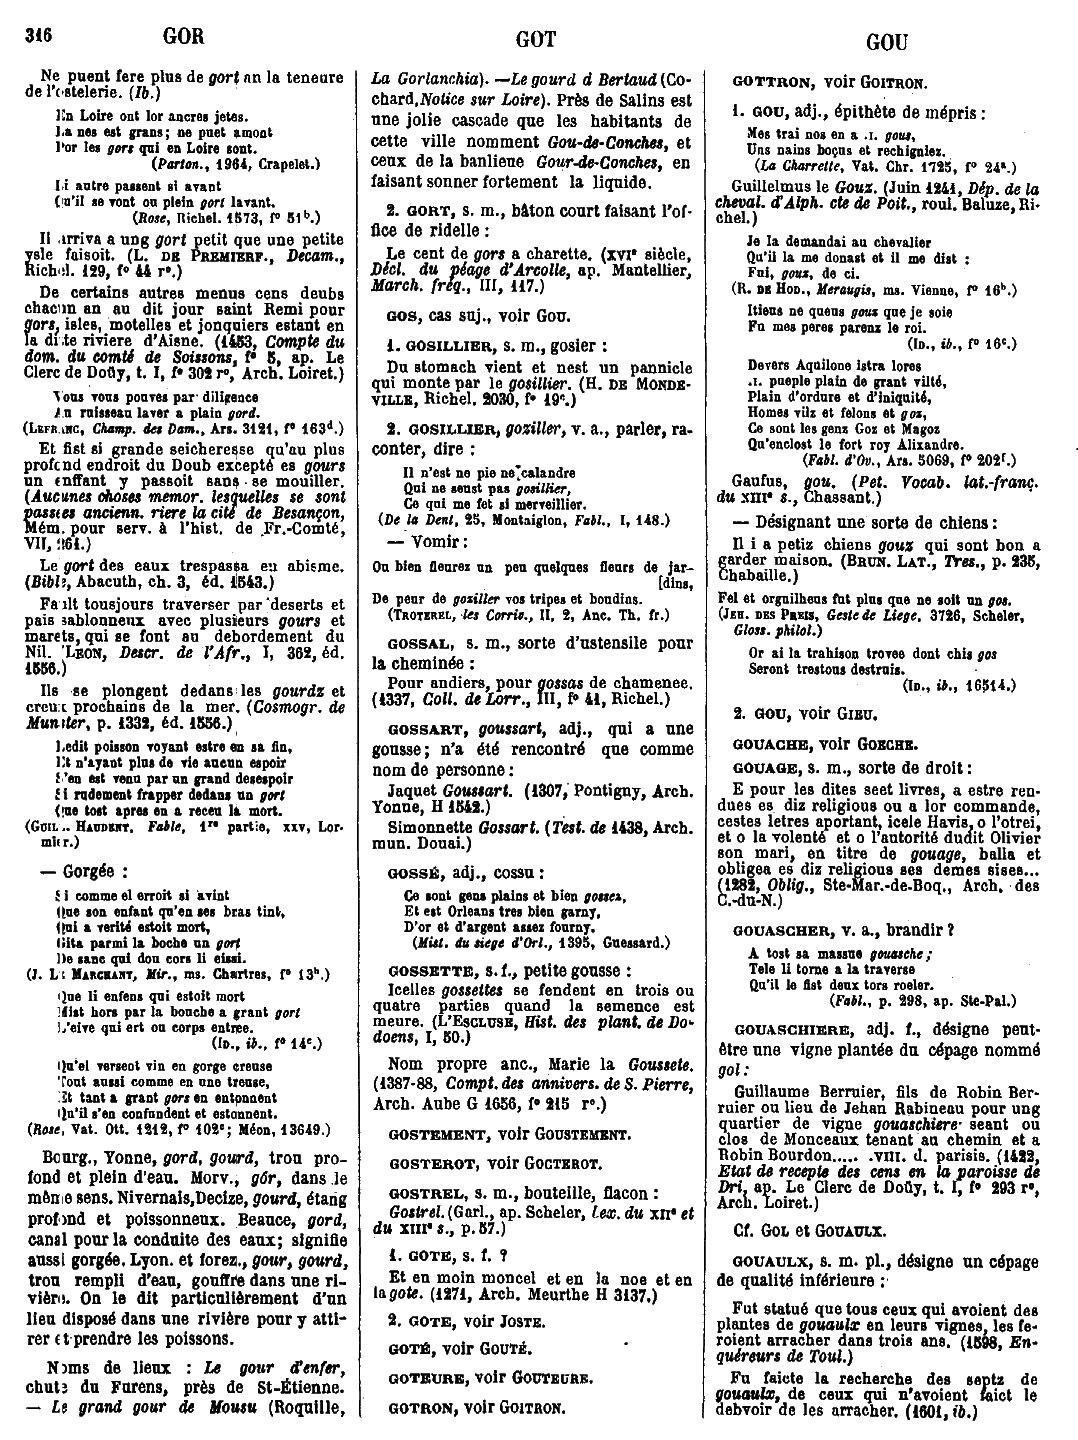 316
GOR
GOT
GOU
Ne puent fere plus de gort an la teneure
de l'ostelerie. (Ib.)
En Loire ont lor ancres jetes.
La nes est grans; ne puet amont
Por les gors qui en Loire sont.
(Parton., 1964, Crapelet.)
Li autre passent si avant
Qu'il se vont ou plein gort lavant.
(Rose, Richel. 1573, f° 51b.)
Il arriva a ung gort petit que une petite
ysle faisoit. (L. DE PREMIERF., Decam.,
Richel. 129, f° 44 r°.)
De certains autres menus cens deubs
chacun an au dit jour saint Remi pour
gors, isles, motelles et jonquiers estant en
la dite riviere d'Aisne. (1453, Compte du
dom. du comté de Soissons, f° 5, ap. Le
Clerc de Doüy, t. I, f° 302 r°, Arch. Loiret.)
Vous vous pouves par diligence
An ruisseau laver a plain gord.
(LEFRANC, Champ. des Dam., Ars. 3121, f° 163d.)
Et fist si grande seicheresse qu'au plus
profond endroit du Doub excepté es gours
un enffant y passoit sans se mouiller.
(Aucunes choses memor. lesquelles se sont
passees ancienn. riere la cité de Besançon,
Mém. pour serv. à l'hist. de Fr.-Comté,
VII, 261.)
Le gort des eaux trespassa en abisme.
(Bible, Abacuth, ch. 3, éd. 1543.)
Fault tousjours traverser par deserts et
pais sablonneux avec plusieurs gours et
marets, qui se font au debordement du
Nil. LEON, Descr. de l'Afr., I, 362, éd.
1556.)
Ils se plongent dedans les gourdz et
creux prochains de la mer. (Cosmogr. de
Munster, p. 1332, éd. 1556.)
Ledit poisson voyant estre en sa fin,
Et n'ayant plus de vie aucun espoir
S'en est venu par un grand desespoir
Si rudement frapper dedans un gort
Que tost apres en a receu la mort.
(GUIL. HAUDENT, Fable, 1re partie, XXV, Lor-
mier.)
— Gorgée :
Si comme el erroit si avint
Que son enfant qu'en ses bras tint,
Qui a verité estoit mort,
Gita parmi la boche un gort
De sanc qui dou cors li eissi.
(J. LE MARCHANT, Mir., ms. Chartres, f° 13b.)
Que li enfens qui estoit mort
Mist hors par la bouche a grant gort
L'eive qui ert ou corps entree.
(ID., ib., f° 14c.)
Qu'el versent vin en gorge creuse
Tout aussi comme en une treuse,
Et tant a grant gors en entonnent
Qu'il s'en confundent et estonnent.
(Rose, Vat. Ott. 1212, f° 102c; Méon, 13649.)
Bourg., Yonne, gord, gourd, trou pro-
fond et plein d'eau. Morv., gôr, dans le
même sens. Nivernais, Decize, gourd, étang
profond et poissonneux. Beauce, gord,
canal pour la conduite des eaux; signifie
aussi gorgée. Lyon. et forez., gour, gourd,
trou rempli d'eau, gouffre dans une ri-
vière. On le dit particulièrement d'un
lieu disposé dans une rivière pour y atti-
rer et prendre les poissons.
Noms de lieux : Le gour d'enfer,
chute du Furens, près de St-Étienne.
— Le grand gour de Mousu (Roquille,
La Gorlanchia). — Le gourd d Bertaud (Co-
chard, Notice sur Loire). Près de Salins est
une jolie cascade que les habitants de
cette ville nomment Gou-de-Conches, et
ceux de la banlieue Gour-de-Conches, en
faisant sonner fortement la liquide.
2. GORT, s. m., bâton court faisant l'of-
fice de ridelle :
Le cent de gors a charette. (XVIe siècle,
Décl. du péage d'Arcolle, ap. Mantellier,
March. fréq., III, 117.)
GOS, cas suj., voir GOU.
1. GOSILLIER, s. m., gosier :
Du stomach vient et nest un pannicle
qui monte par le gosillier. (H. DE MONDE-
VILLE, Richel. 2030, f° 19c.)
2. GOSILLIER, goziller, v. a., parler, ra-
conter, dire :
Il n'est ne pie ne calandre
Qui ne seust pas gosillier,
Ce qui me fet si merveillier.
(De la Dent, 25, Montaiglon, Fabl., I, 148.)
— Vomir :
Ou bien fleurez un peu quelques fleurs de jar-
[dins,
De peur de goziller vos tripes et boudins.
(TROTEREL, les Corriv., II, 2, Anc. Th. fr.)
GOSSAL, s. m., sorte d'ustensile pour
la cheminée :
Pour andiers, pour gossas de chamenee.
(1337, Coll. de Lorr., III, f° 41, Richel.)
GOSSART, goussart, adj., qui a une
gousse; n'a été rencontré que comme
nom de personne :
Jaquet Goussart. (1307, Pontigny, Arch.
Yonne, H 1542.)
Simonnette Gossart. (Test. de 1438, Arch.
mun. Douai.)
GOSSÉ, adj., cossu :
Ce sont gens plains et bien gossez,
Et est Orleans tres bien garny,
D'or et d'argent assez fourny.
(Mist. du siege d'Orl., 1395, Guessard.)
GOSSETTE, s. f., petite gousse :
Icelles gossettes se fendent en trois ou
quatre parties quand la semence est
meure. (L'ESCLUSE, Hist. des plant. de Do-
doens, I, 50.)
Nom propre anc., Marie la Goussete.
(1387-88, Compt. des annivers. de S. Pierre,
Arch. Aube G 1656, f° 215 r°.)
GOSTEMENT, voir GOUSTEMENT.
GOSTEROT, voir GOCTEROT.
GOSTREL, s. m., bouteille, flacon :
Gostrel. (Garl., ap. Scheler, Lex. du XIIe et
du XIIIe s., p. 57.)
1. GOTE, s. f. ?
Et en moin moncel et en la noe et en
la gote. (1271, Arch. Meurthe H 3137.)
2. GOTE, voir JOSTE.
GOTÉ, voir GOUTÉ.
GOTEURE, voir GOUTEURE.
GOTRON, voir GOITRON.
GOTTRON, voir GOITRON.
1. GOU, adj., épithète de mépris :
Mes trai nos en a .I. gous,
Uns nains boçus et rechigniez.
(La Charrette, Vat. Chr. 1725, f° 24a.)
Guillelmus le Gouz. (Juin 1241, Dép. de la
cheval. d'Alph. cte de Poit., roul. Baluze, Ri-
chel.)
Je la demandai au chevalier
Qu'il la me donast et il me dist :
Fui, gouz, de ci.
(R. DE HOD., Meraugis, ms. Vienne, f° 16b.)
Itiens ne quens gouz que je soie
Fu mes peres parenz le roi.
(ID., ib., f° 16c.)
Devers Aquilone istra lores
.I. pueple plain de grant vilté,
Plain d'ordure et d'iniquité,
Homes vilz et felons et goz,
Ce sont les genz Goz et Magoz
Qu'enclost le fort roy Alixandre.
(Fabl. d'Ov., Ars. 5069, f° 202f.)
Gaufus, gou. (Pet. Vocab. lat.-franç.
du XIIIe s., Chassant.)
— Désignant une sorte de chiens :
Il i a petiz chiens gouz qui sont bon a
garder maison. (BRUN. LAT., Tres., p. 235,
Chabaille.)
Fel et orguilheus fut plus que ne soit un gos.
(JEH. DES PREIS, Geste de Liege, 3726, Scheler,
Gloss. philol.)
Or ai la trahison trovee dont chis gos
Seront trestous destruis.
(ID., ib., 16514.)
2. GOU, voir GIEU.
GOUACHE, voir GOECHE.
GOUAGE, s. m., sorte de droit :
E pour les dites seet livres, a estre ren-
dues es diz religious ou a lor commande,
cestes letres aportant, icele Havis, o l'otrei,
et o la volenté et o l'autorité dudit Olivier
son mari, en titre de gouage, balla et
obligea es diz religious ses demes sises...
(1282, Oblig., Ste-Mar.-de-Boq., Arch. des
C.-du-N.)
GOUASCHER, v. a., brandir ?
A tost sa massue gouasche;
Tele li torne a la traverse
Qu'il le fist deux tors roeler.
(Fabl., p. 298, ap. Ste-Pal.)
GOUASCHIERE, adj. f., désigne peut-
être une vigne plantée du cépage nommé
gol :
Guillaume Berruier, fils de Robin Ber-
ruier ou lieu de Jehan Rabineau pour ung
quartier de vigne gouaschiere seant ou
clos de Monceaux tenant au chemin et a
Robin Bourdon..... .VIII. d. parisis. (1422,
Etat de recepte des cens en la paroisse de
Dri, ap. Le Clerc de Doüy, t. I, f° 293 r°,
Arch. Loiret.)
Cf. GOL et GOUAULX.
GOUAULX, s. m. pl., désigne un cépage
de qualité inférieure :
Fut statué que tous ceux qui avoient des
plantes de gouaulx en leurs vignes, les fe-
roient arracher dans trois ans. (1598, En-
quéreurs de Toul.)
Fu faicte la recherche des septz de
gouaulx, de ceux qui n'avoient faict le
debvoir de les arracher. (1601, ib.)